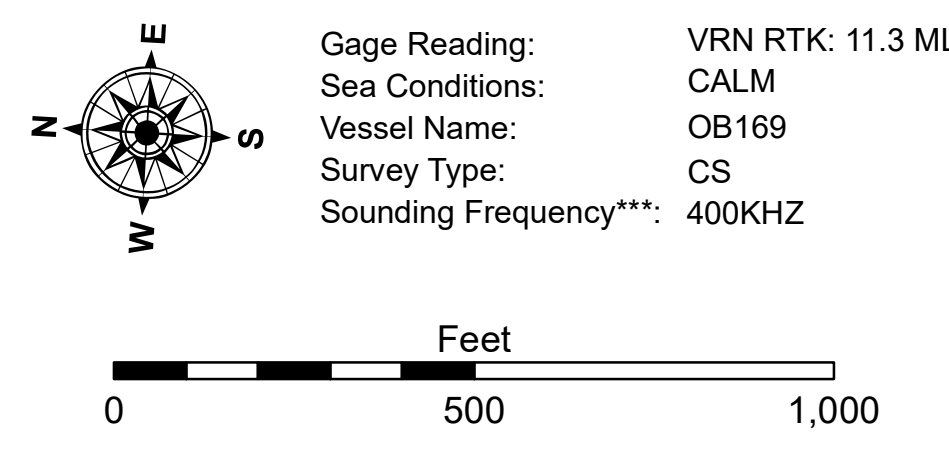 E
N
S
W
Gage Reading: VRN RTK: 11.3 ML
Sea Conditions: CALM
Vessel Name: OB169
Survey Type: CS
Sounding Frequency***: 400KHZ
Feet
0 500 1,000